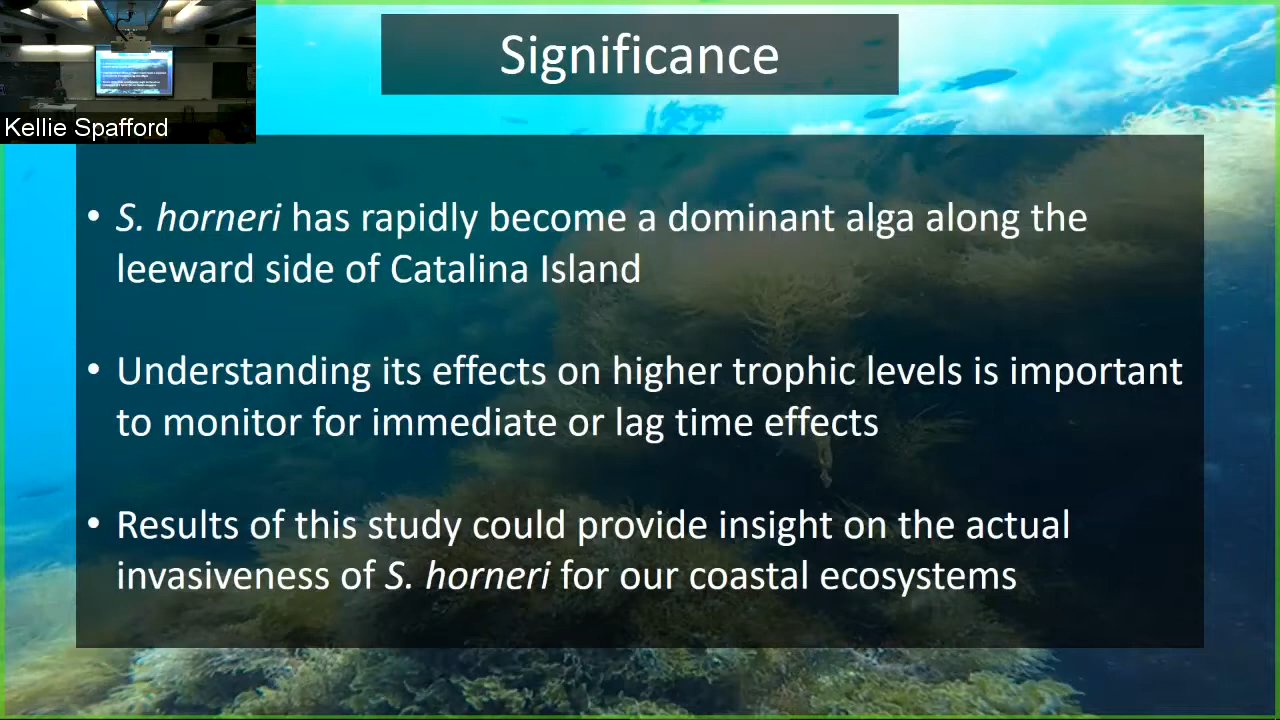 Significance
Kellie Spafford
• S. horneri has rapidly become a dominant alga along the
leeward side of Catalina Island
• Understanding its effects on higher trophic levels is important
to monitor for immediate or lag time effects
• Results of this study could provide insight on the actual
invasiveness of S. horneri for our coastal ecosystems